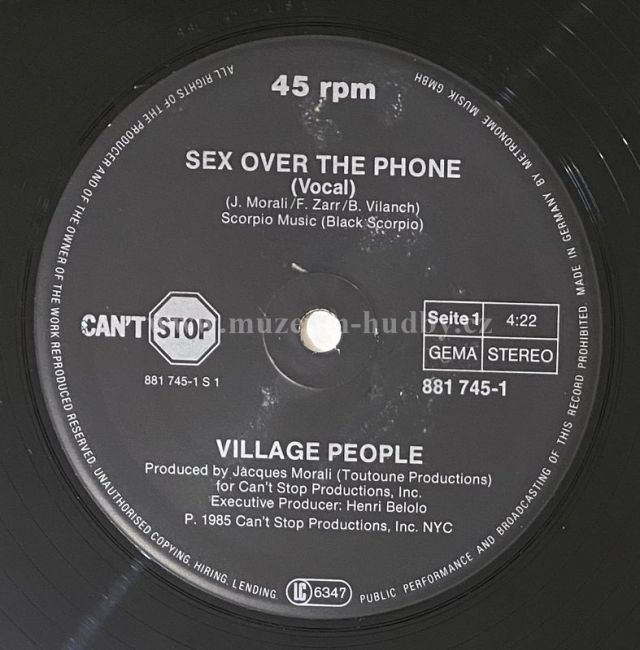 45 rpm
SEX OVER THE PHONE
(Vocal)
(J. Morali/F. Zarr/B. Vilanch)
Scorpio Music (Black Scorpio)
CAN'T STOP
881 745-1 S 1
Seite 1 4:22
GEMA STEREO
881 745-1
www.muzeum-hudby.cz
VILLAGE PEOPLE
Produced by Jacques Morali (Toutoune Productions)
for Can't Stop Productions, Inc.
Executive Producer: Henri Belolo
P. 1985 Can't Stop Productions, Inc. NYC
LC 6347
ALL RIGHTS OF THE PRODUCER AND OF THE OWNER OF THE WORK REPRODUCED RESERVED. UNAUTHORISED COPYING, HIRING, LENDING, PUBLIC PERFORMANCE AND BROADCASTING OF THIS RECORD PROHIBITED. MADE IN GERMANY BY METRONOME MUSIK GMBH